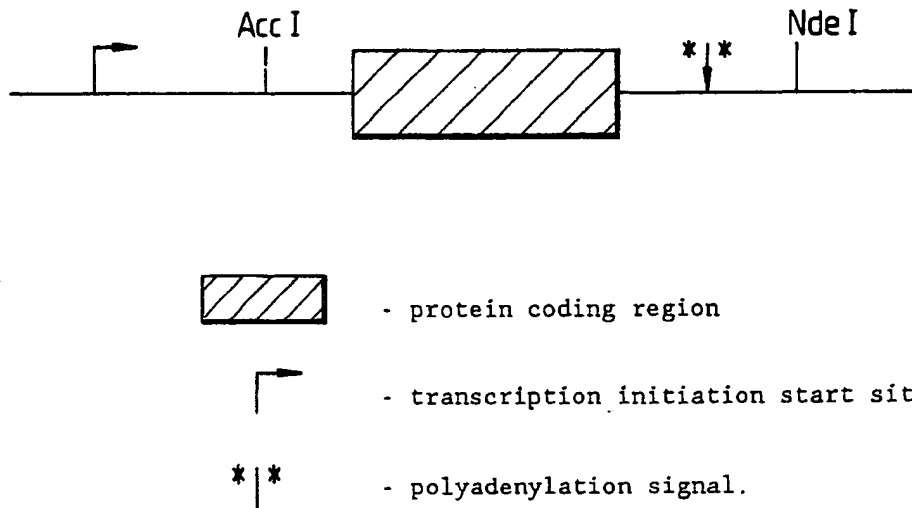 Acc I
Nde I
* *
- protein coding region
- transcription initiation start sit
* * - polyadenylation signal.